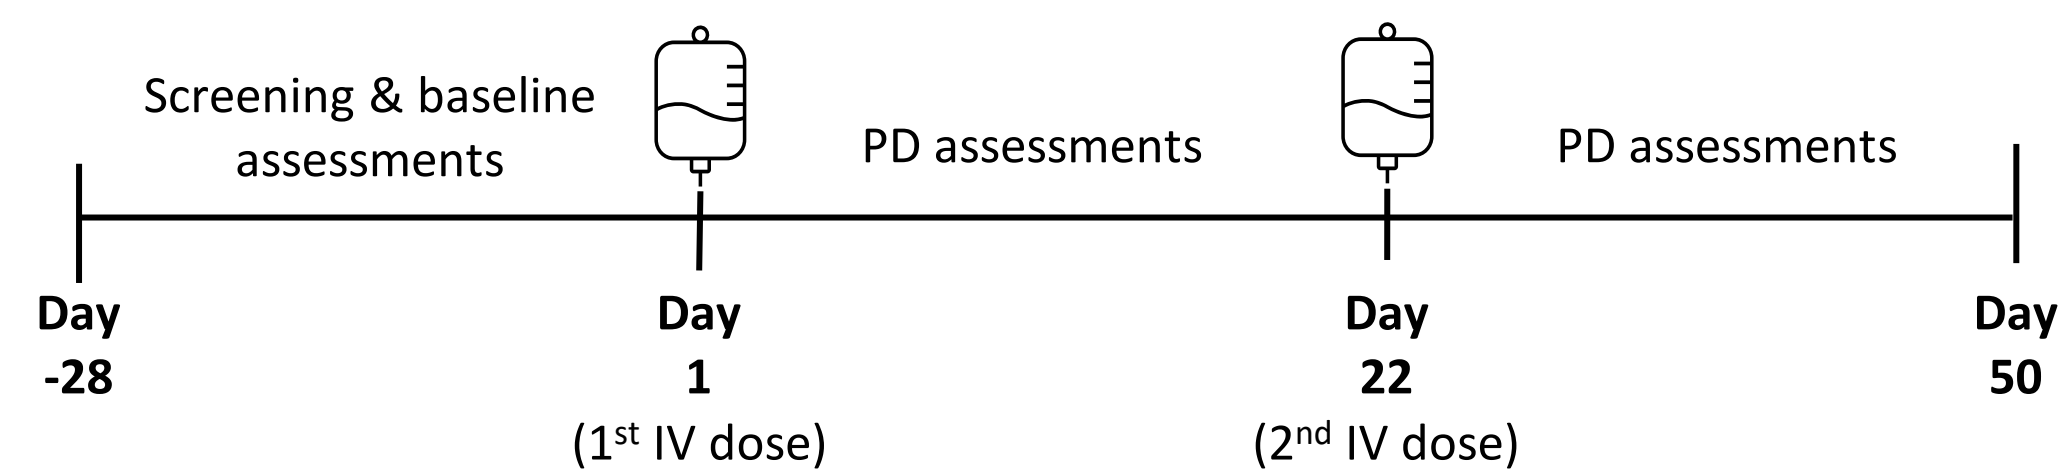 Screening & baseline
assessments
PD assessments
PD assessments
Day
-28
Day
1
(1st IV dose)
Day
22
(2nd IV dose)
Day
50